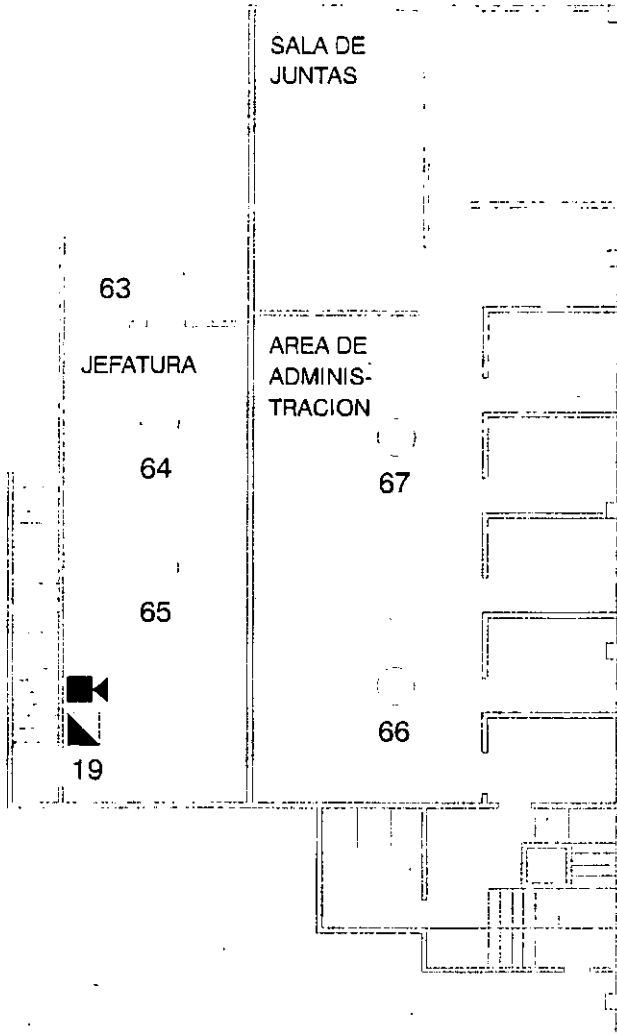 SALA DE
JUNTAS
63
JEFATURA
AREA DE
ADMINIS-
TRACION
64
67
65
66
19